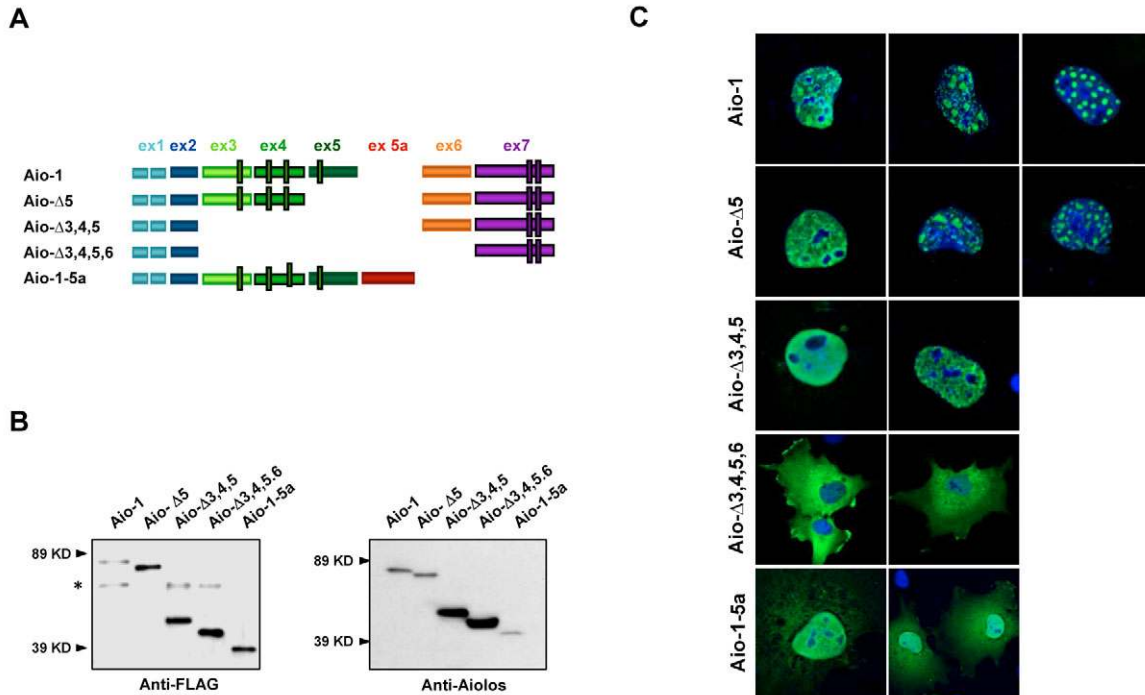 A
ex1 ex2 ex3 ex4 ex5 ex 5a ex6 ex7
Aio-1
Aio-Δ5
Aio-Δ3,4,5
Aio-Δ3,4,5,6
Aio-1-5a
B
Aio-1
Aio- Δ5
Aio-Δ3,4,5
Aio-Δ3,4,5.6
Aio-1-5a
89 KD
*
39 KD
Anti-FLAG
Aio-1
Aio- Δ5
Aio-Δ3,4,5
Aio-Δ3,4,5,6
Aio-1-5a
89 KD
39 KD
Anti-Aiolos
C
Aio-1
Aio-Δ5
Aio-Δ3,4,5
Aio-Δ3,4,5,6
Aio-1-5a